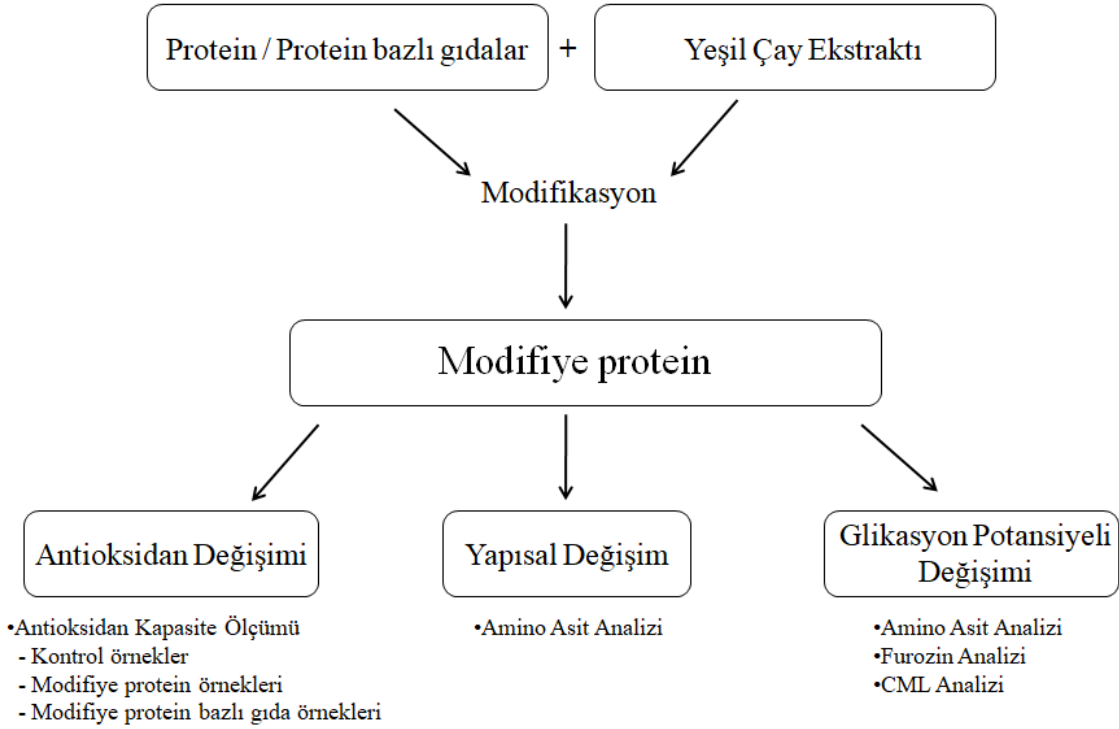 Protein / Protein bazlı gıdalar + Yeşil Çay Ekstraktı
Modifikasyon
Modifiye protein
Antioksidan Değişimi
•Antioksidan Kapasite Ölçümü
- Kontrol örnekler
- Modifiye protein örnekleri
- Modifiye protein bazlı gıda örnekleri
Yapısal Değişim
•Amino Asit Analizi
Glikasyon Potansiyeli
Değişimi
•Amino Asit Analizi
•Furozin Analizi
•CML Analizi